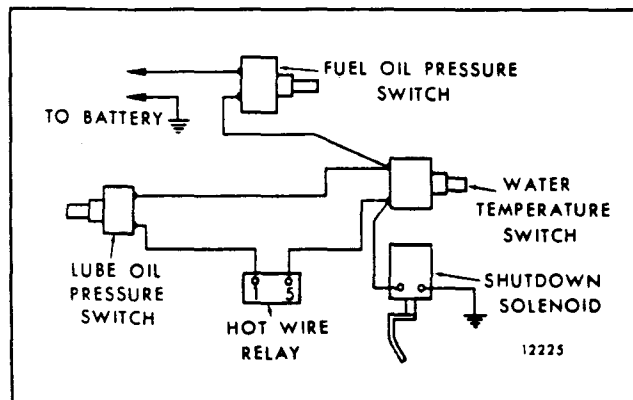 FUEL OIL PRESSURE
SWITCH
TO BATTERY
WATER
TEMPERATURE
SWITCH
LUBE OIL
PRESSURE
SWITCH
1 5
HOT WIRE
RELAY
SHUTDOWN
SOLENOID
12225